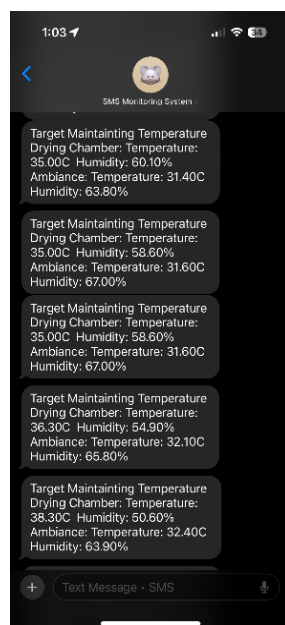 1:03
34
SMS Monitoring System
Target Maintainting Temperature
Drying Chamber: Temperature:
35.00C Humidity: 60.10%
Ambiance: Temperature: 31.40C
Humidity: 63.80%
Target Maintainting Temperature
Drying Chamber: Temperature:
35.00C Humidity: 58.60%
Ambiance: Temperature: 31.60C
Humidity: 67.00%
Target Maintainting Temperature
Drying Chamber: Temperature:
35.00C Humidity: 58.60%
Ambiance: Temperature: 31.60C
Humidity: 67.00%
Target Maintainting Temperature
Drying Chamber: Temperature:
36.30C Humidity: 54.90%
Ambiance: Temperature: 32.10C
Humidity: 65.80%
Target Maintainting Temperature
Drying Chamber: Temperature:
38.30C Humidity: 50.60%
Ambiance: Temperature: 32.40C
Humidity: 63.90%
Text Message • SMS